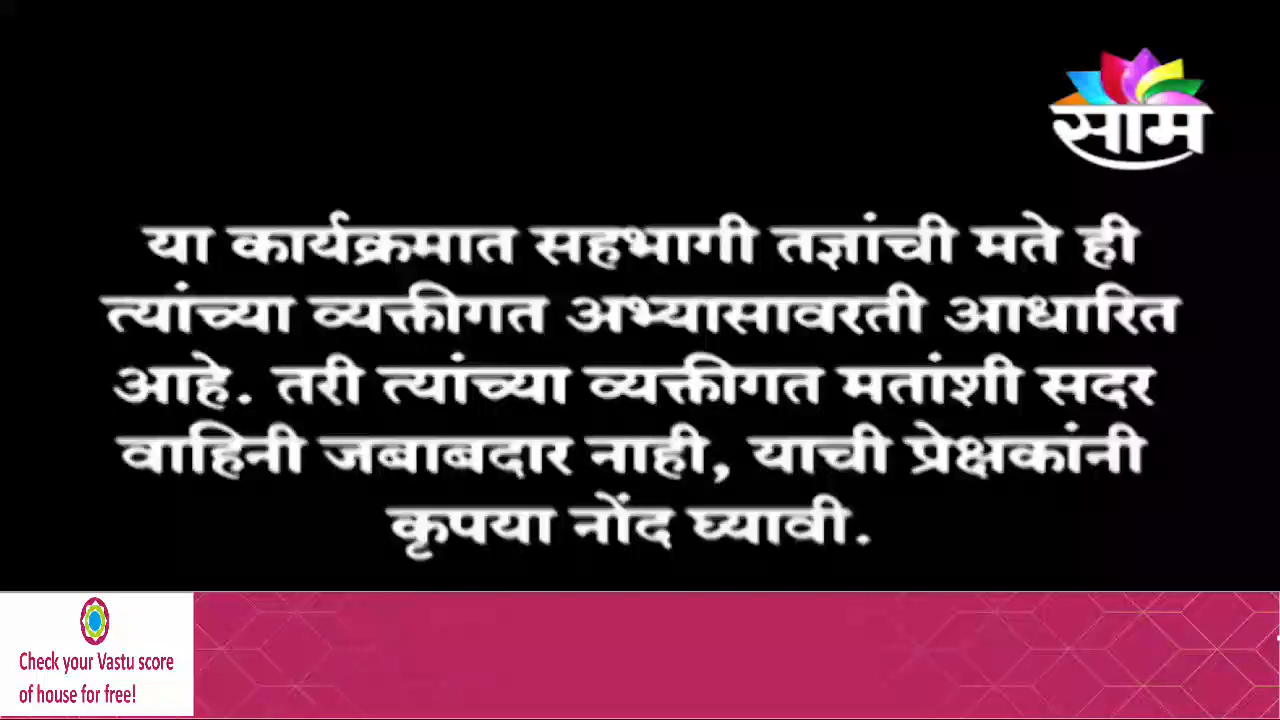 साम
या कार्यक्रमात सहभागी तज्ञांची मते ही
त्यांच्या व्यक्तीगत अभ्यासावरती आधारित
आहे. तरी त्यांच्या व्यक्तीगत मतांशी सदर
वाहिनी जबाबदार नाही, याची प्रेक्षकांनी
कृपया नोंद घ्यावी.
Check your Vastu score
of house for free!